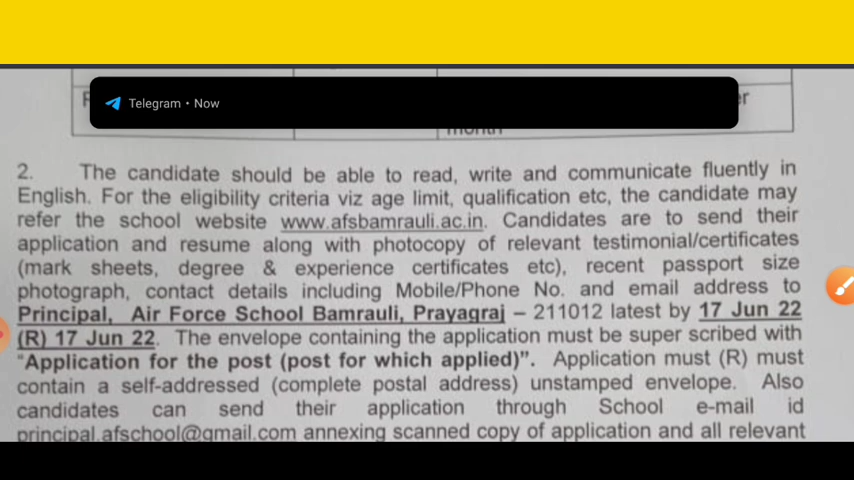 Telegram • Now
month
2. The candidate should be able to read, write and communicate fluently in
English. For the eligibility criteria viz age limit, qualification etc, the candidate may
refer the school website www.afsbamrauli.ac.in. Candidates are to send their
application and resume along with photocopy of relevant testimonial/certificates
(mark sheets, degree & experience certificates etc), recent passport size
photograph, contact details including Mobile/Phone No. and email address to
Principal, Air Force School Bamrauli, Prayagraj – 211012 latest by 17 Jun 22
(R) 17 Jun 22. The envelope containing the application must be super scribed with
"Application for the post (post for which applied)". Application must (R) must
contain a self-addressed (complete postal address) unstamped envelope. Also
candidates can send their application through School e-mail id
principal.afschool@gmail.com annexing scanned copy of application and all relevant